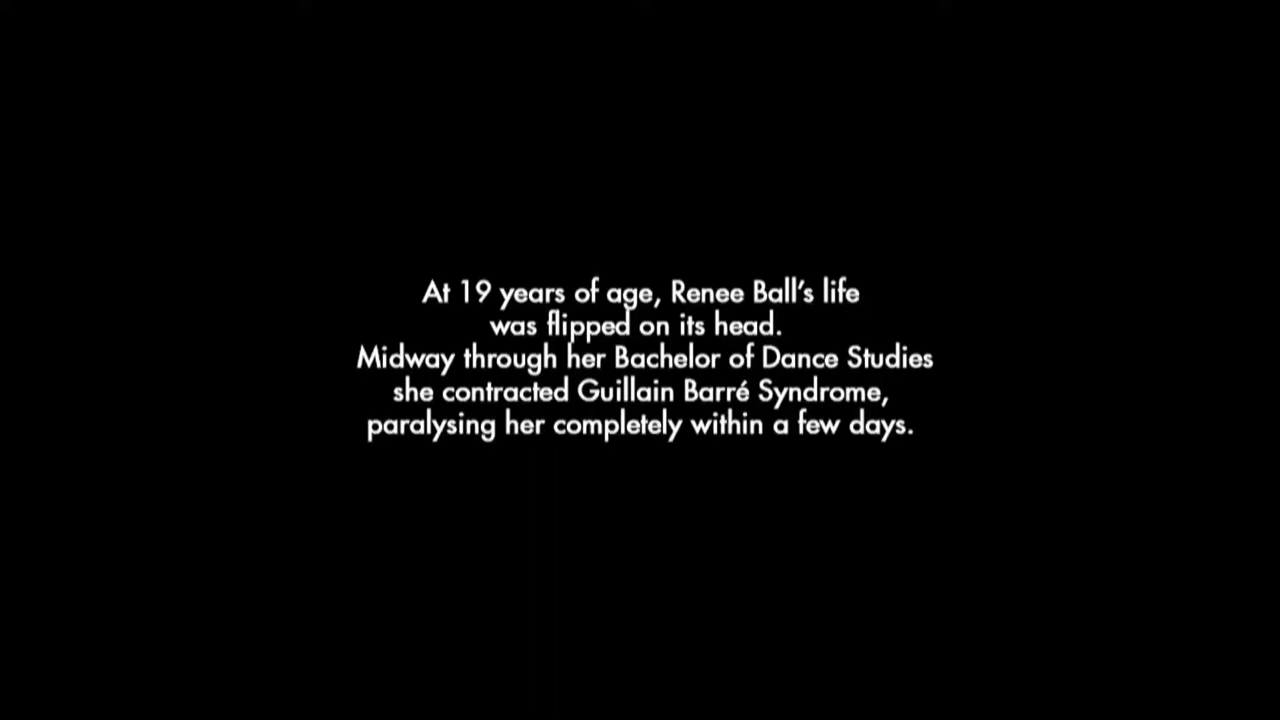 At 19 years of age, Renee Ball's life
was flipped on its head.
Midway through her Bachelor of Dance Studies
she contracted Guillain Barré Syndrome,
paralysing her completely within a few days.